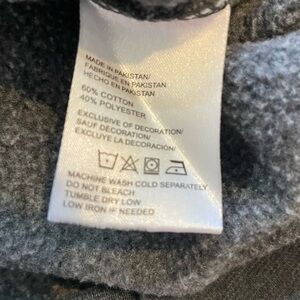 MADE IN PAKISTAN/
FABRIQUE EN PAKISTAN/
HECHO EN PAKISTAN
60% COTTON
40% POLYESTER
EXCLUSIVE OF DECORATION/
SAUF DÉCORATION/
EXCLUYE LA DECORACIÓN/
MACHINE WASH COLD SEPARATELY
DO NOT BLEACH
TUMBLE DRY LOW
LOW IRON IF NEEDED